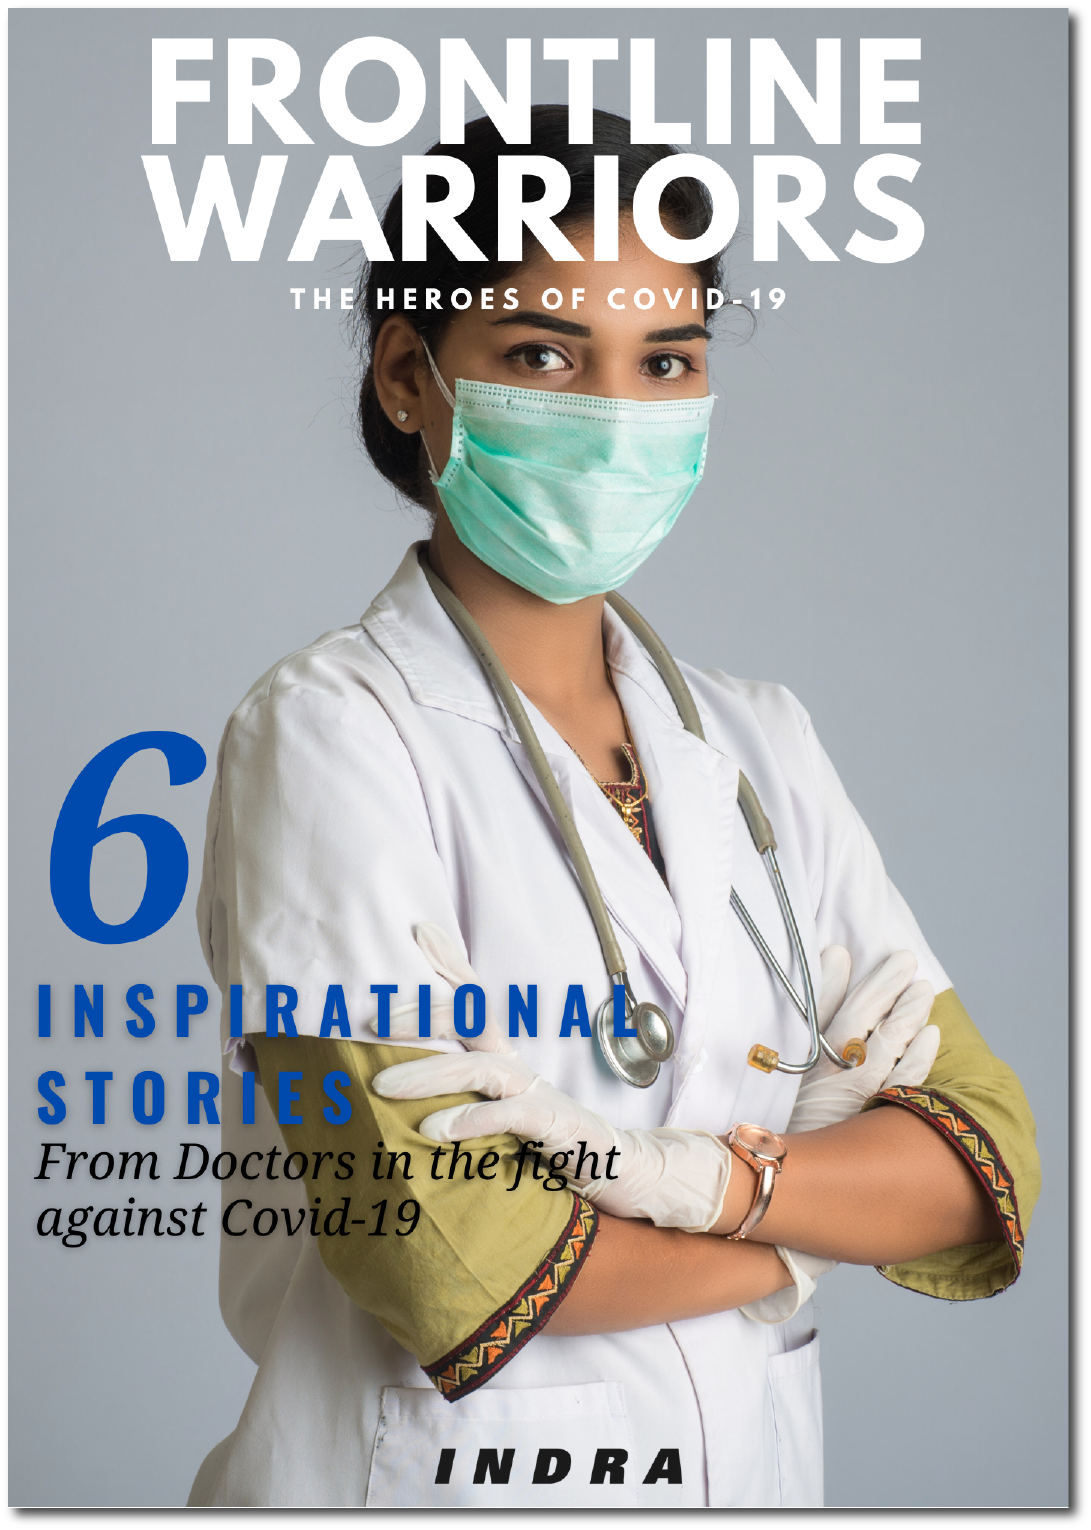 FRONTLINE
WARRIORS
THE HEROES OF COVID-19
6
INSPIRATIONAL
STORIES
From Doctors in the fight
against Covid-19
INDRA